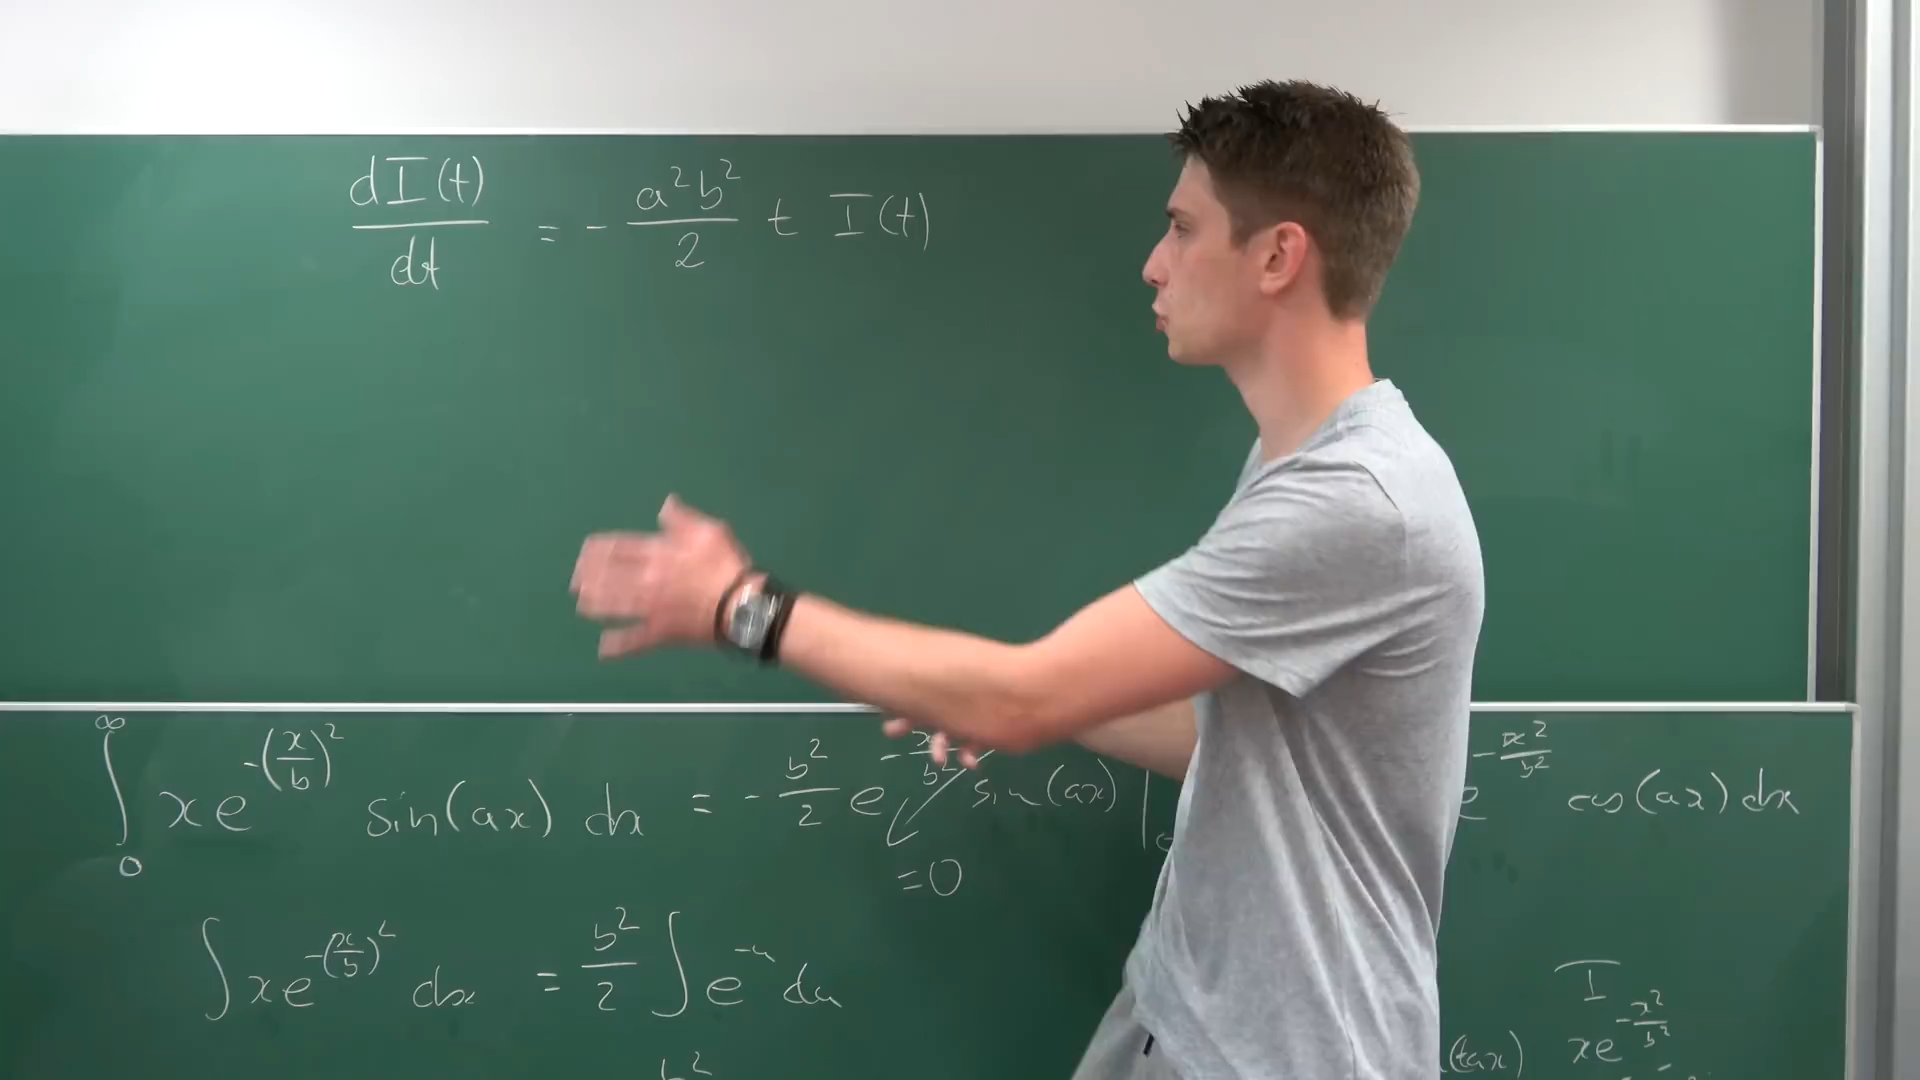 dI(t)/dt = - a²b²/2 t I(t)
∫₀^∞ x e^{-(x/b)²} sin(ax) dx = - b²/2 e^{-x²/b²} sin(ax) | e^{-x²/b²} cos(ax) dx
= 0
∫ x e^{-(x/b)²} dx = b²/2 ∫ e^{-u} du
I
(tax) x e^{-x²/b²}
b²